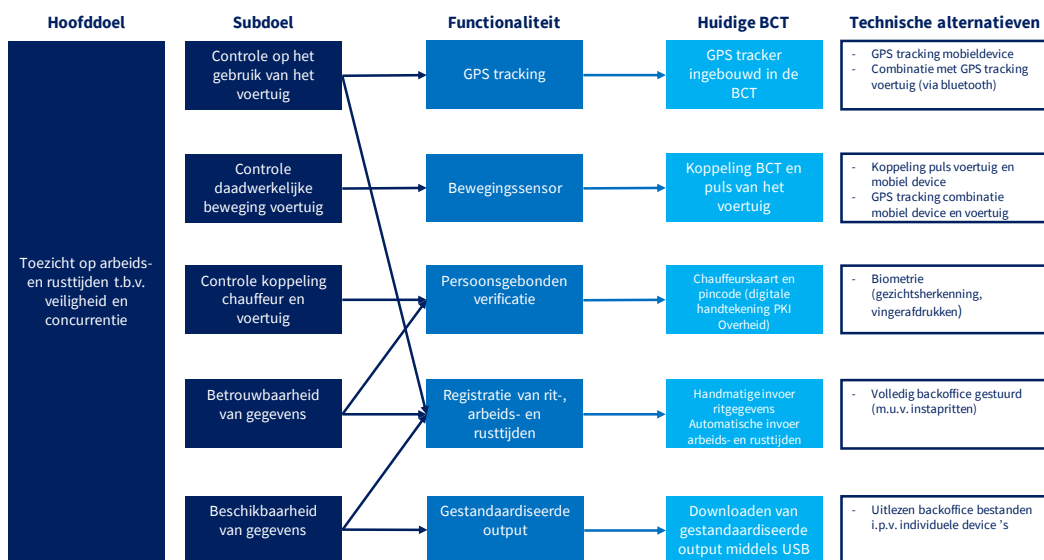 Hoofddoel
Subdoel
Functionaliteit
Huidige BCT
Technische alternatieven
Toezicht op arbeids-
en rusttijden t.b.v.
veiligheid en
concurrentie
Controle op het
gebruik van het
voertuig
GPS tracking
GPS tracker
ingebouwd in de
BCT
- GPS tracking mobieldevice
- Combinatie met GPS tracking
voertuig (via bluetooth)
Controle
daadwerkelijke
beweging voertuig
Bewegingssensor
Koppeling BCT en
puls van het
voertuig
- Koppeling puls voertuig en
mobiel device
- GPS tracking combinatie
mobiel device en voertuig
Controle koppeling
chauffeur en
voertuig
Persoonsgebonden
verificatie
Chauffeurskaart en
pincode (digitale
handtekening PKI
Overheid)
- Biometrie
(gezichtsherkenning,
vingerafdrukken)
Betrouwbaarheid
van gegevens
Registratie van rit-,
arbeids- en
rusttijden
Handmatige invoer
ritgegevens
Automatische invoer
arbeids- en rusttijden
- Volledig backoffice gestuurd
(m.u.v. instapritten)
Beschikbaarheid
van gegevens
Gestandaardiseerde
output
Downloaden van
gestandaardiseerde
output middels USB
- Uitlezen backoffice bestanden
i.p.v. individuele device 's